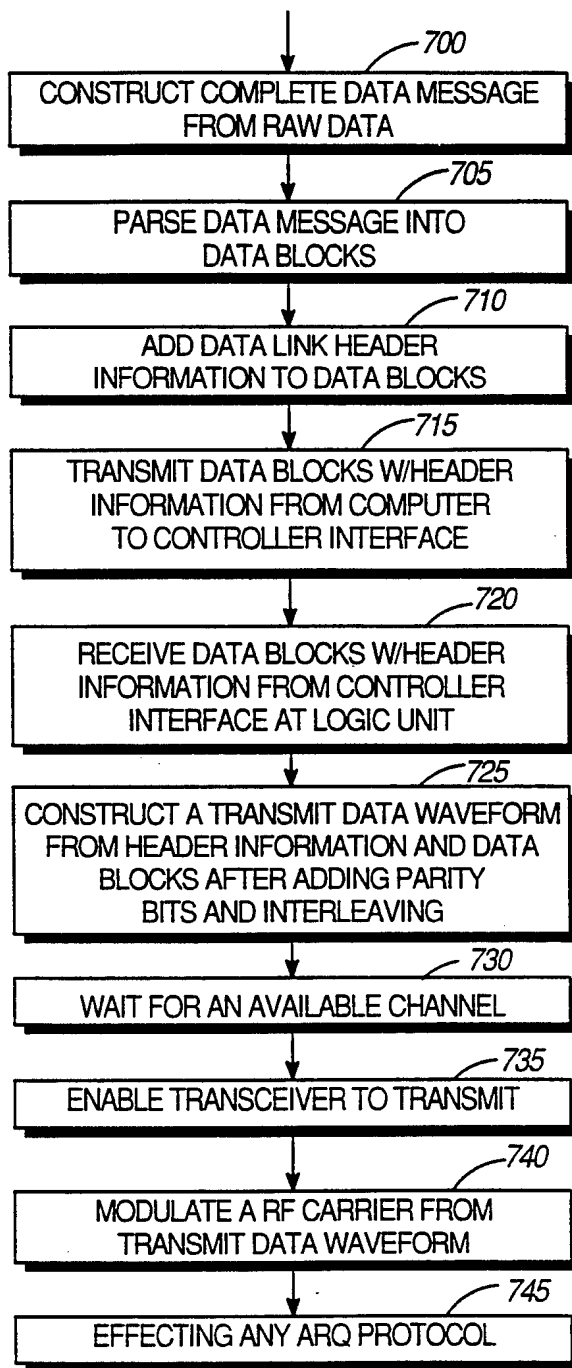 700
CONSTRUCT COMPLETE DATA MESSAGE
FROM RAW DATA
705
PARSE DATA MESSAGE INTO
DATA BLOCKS
710
ADD DATA LINK HEADER
INFORMATION TO DATA BLOCKS
715
TRANSMIT DATA BLOCKS W/HEADER
INFORMATION FROM COMPUTER
TO CONTROLLER INTERFACE
720
RECEIVE DATA BLOCKS W/HEADER
INFORMATION FROM CONTROLLER
INTERFACE AT LOGIC UNIT
725
CONSTRUCT A TRANSMIT DATA WAVEFORM
FROM HEADER INFORMATION AND DATA
BLOCKS AFTER ADDING PARITY
BITS AND INTERLEAVING
730
WAIT FOR AN AVAILABLE CHANNEL
735
ENABLE TRANSCEIVER TO TRANSMIT
740
MODULATE A RF CARRIER FROM
TRANSMIT DATA WAVEFORM
745
EFFECTING ANY ARQ PROTOCOL